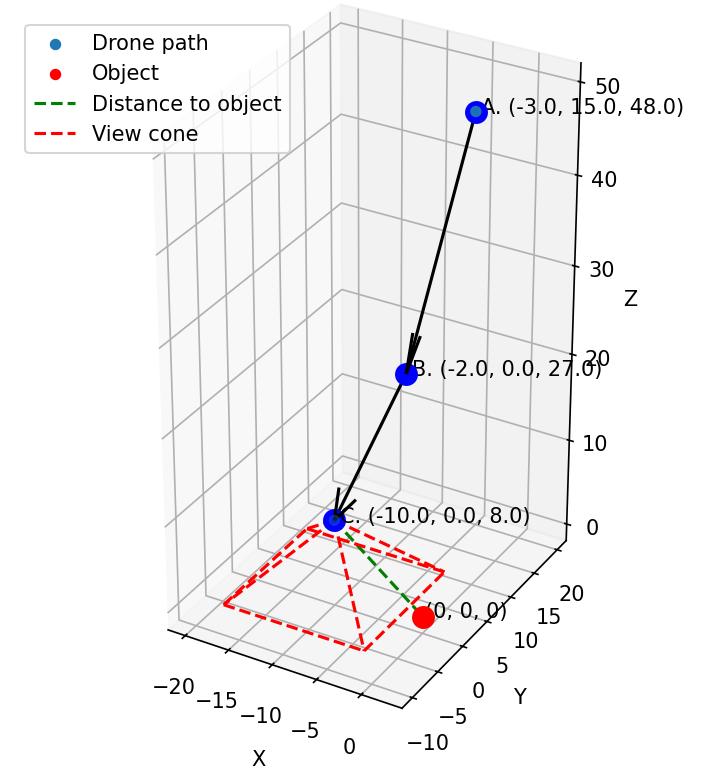 Drone path
Object
Distance to object
View cone
A. (-3.0, 15.0, 48.0)
B. (-2.0, 0.0, 27.0)
C. (-10.0, 0.0, 8.0)
(0, 0, 0)
50
40
30
20
10
0
Z
20
15
10
5
0
−5
−10
Y
−20
−15
−10
−5
0
X